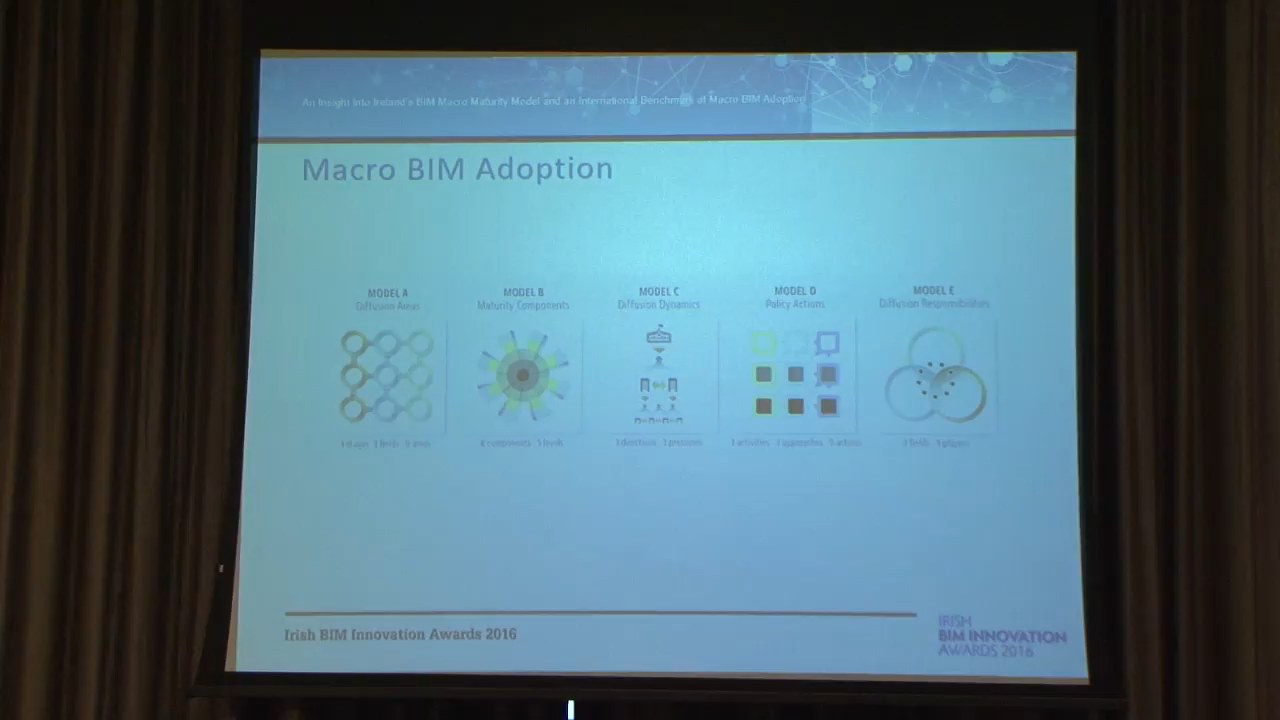 An Insight into Ireland's BIM Macro Maturity Model and an International Benchmark of Macro BIM Adoption
Macro BIM Adoption
MODEL A
Diffusion Areas
MODEL B
Maturity Components
MODEL C
Diffusion Dynamics
MODEL D
Policy Actions
MODEL E
Diffusion Responsibilities
components
levels
Irish BIM Innovation Awards 2016
IRISH
BIM INNOVATION
AWARDS 2016